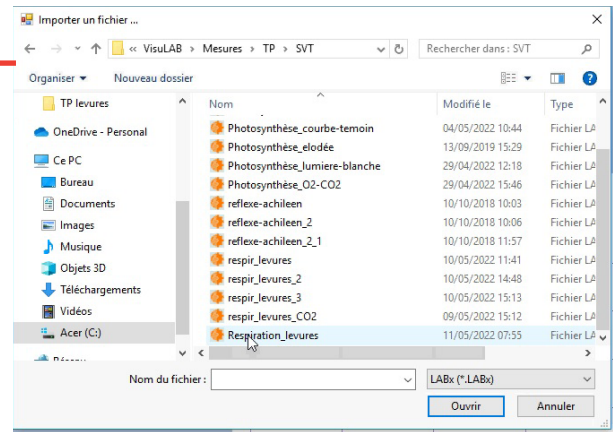 Importer un fichier ...
« VisuLAB > Mesures > TP > SVT
Rechercher dans : SVT
Organiser
Nouveau dossier
TP levures
OneDrive - Personal
Ce PC
Bureau
Documents
Images
Musique
Objets 3D
Téléchargements
Vidéos
Acer (C:)
Nom Modifié le Type
Photosynthèse_courbe-temoin 04/05/2022 10:44 Fichier LA
Photosynthèse_elodée 13/09/2019 15:29 Fichier LA
Photosynthèse_lumiere-blanche 29/04/2022 12:18 Fichier LA
Photosynthèse_O2-CO2 29/04/2022 15:46 Fichier LA
reflexe-achileen 10/10/2018 10:03 Fichier LA
reflexe-achileen_2 10/10/2018 10:06 Fichier LA
reflexe-achileen_2_1 10/10/2018 11:57 Fichier LA
respir_levures 10/05/2022 11:41 Fichier LA
respir_levures_2 10/05/2022 14:48 Fichier LA
respir_levures_3 10/05/2022 15:13 Fichier LA
respir_levures_CO2 09/05/2022 15:12 Fichier LA
Respiration_levures 11/05/2022 07:55 Fichier LA
Nom du fichier :
LABx (*.LABx)
Ouvrir
Annuler